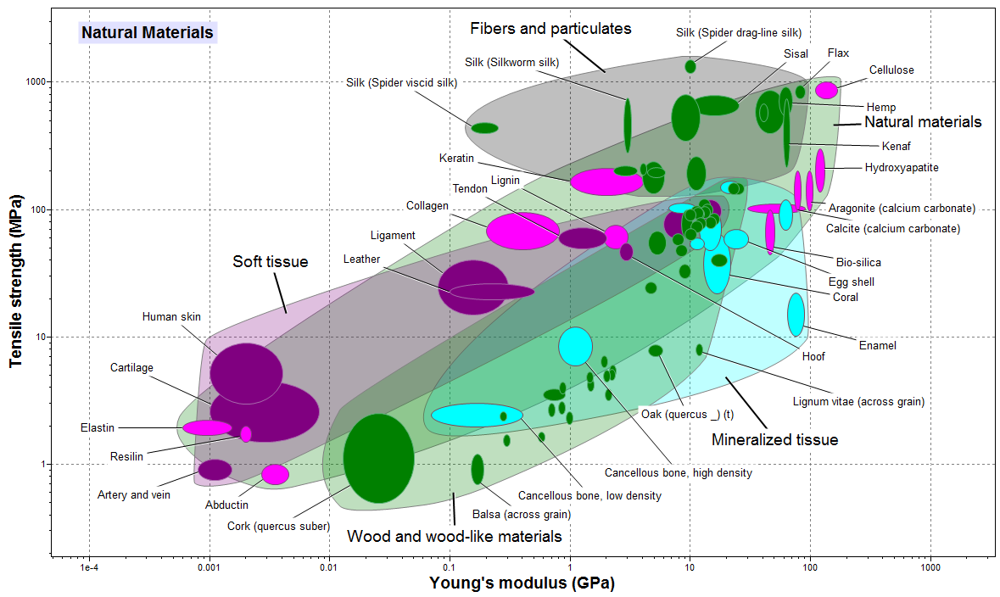 Natural Materials
Fibers and particulates
Silk (Spider drag-line silk)
Silk (Silkworm silk)
Sisal
Flax
Cellulose
Silk (Spider viscid silk)
Hemp
Natural materials
Kenaf
Keratin
Lignin
Hydroxyapatite
Tendon
Collagen
Aragonite (calcium carbonate)
Calcite (calcium carbonate)
Ligament
Leather
Bio-silica
Egg shell
Coral
Soft tissue
Human skin
Enamel
Hoof
Cartilage
Lignum vitae (across grain)
Oak (quercus _) (t)
Elastin
Mineralized tissue
Resilin
Cancellous bone, high density
Artery and vein
Cancellous bone, low density
Abductin
Balsa (across grain)
Cork (quercus suber)
Wood and wood-like materials
Tensile strength (MPa)
1000
100
10
1
1e-4
0.001
0.01
0.1
1
10
100
1000
Young's modulus (GPa)